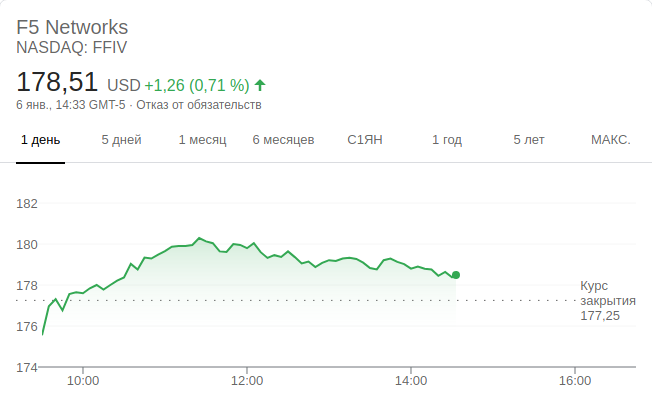 F5 Networks
NASDAQ: FFIV
178,51 USD +1,26 (0,71 %)
6 янв., 14:33 GMT-5 · Отказ от обязательств
1 день 5 дней 1 месяц 6 месяцев С1ЯН 1 год 5 лет МАКС.
182
180
178
Курс
закрытия
177,25
176
174
10:00 12:00 14:00 16:00